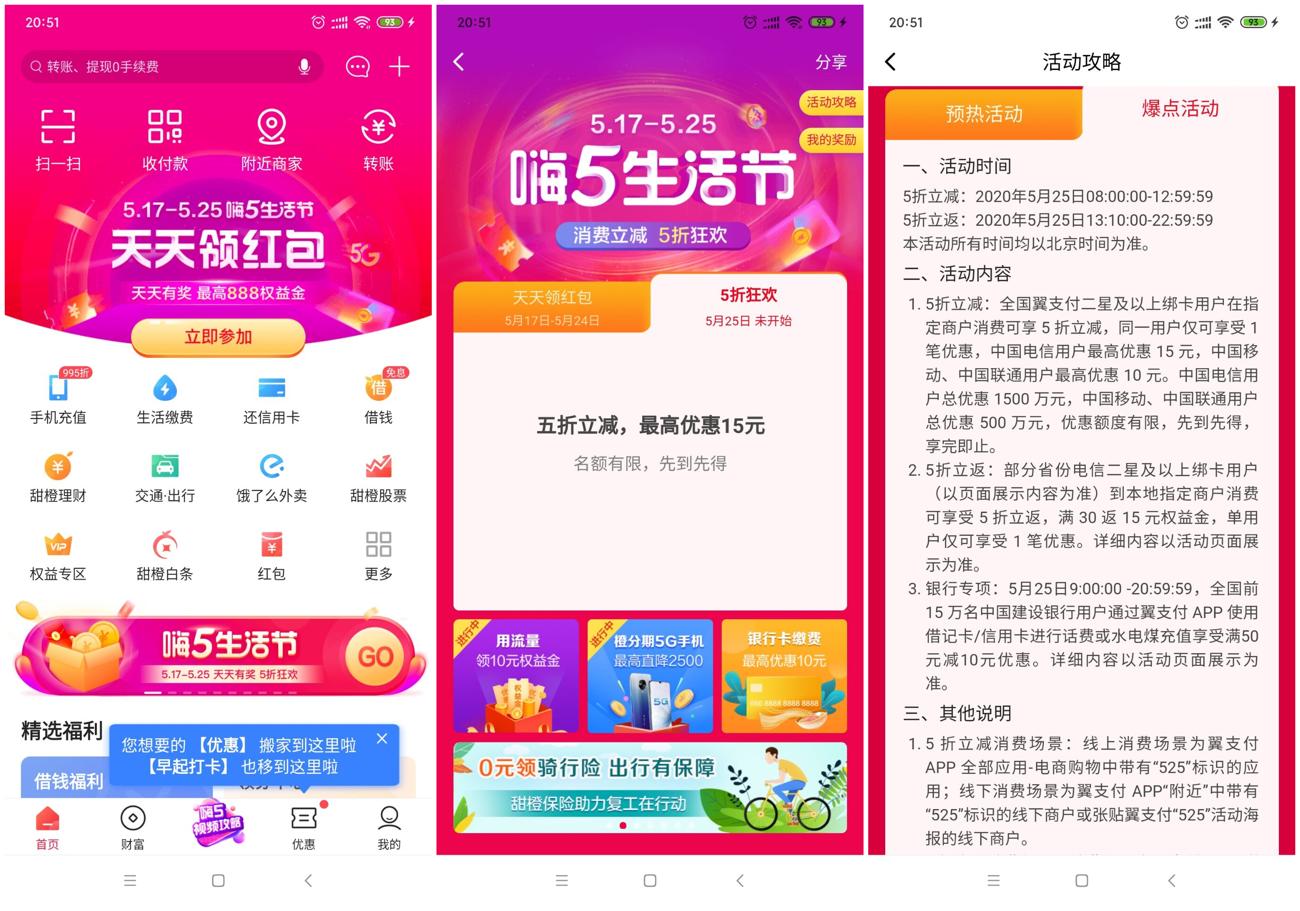 20:51
93
转账、提现0手续费
扫一扫
收付款
附近商家
转账
5.17-5.25 嗨5生活节
天天领红包
5G
天天有奖 最高888权益金
立即参加
995折
免息
借
手机充值
生活缴费
还信用卡
借钱
甜橙理财
交通·出行
饿了么外卖
甜橙股票
VIP
权益专区
甜橙白条
红包
更多
嗨5生活节
5.17-5.25 天天有奖 5折狂欢
GO
精选福利
您想要的 【优惠】 搬家到这里啦
【早起打卡】 也移到这里啦
借钱福利
首页
财富
嗨5
视频攻略
优惠
我的
20:51
93
分享
活动攻略
我的奖励
5.17-5.25
嗨5生活节
消费立减 5折狂欢
天天领红包
5月17日-5月24日
5折狂欢
5月25日 未开始
五折立减，最高优惠15元
名额有限，先到先得
进行中
用流量
领10元权益金
权益金
进行中
橙分期5G手机
最高直降2500
5G
银行卡缴费
最高优惠10元
0元领骑行险 出行有保障
甜橙保险助力复工在行动
20:51
93
活动攻略
预热活动
爆点活动
一、活动时间
5折立减：2020年5月25日08:00:00-12:59:59
5折立返：2020年5月25日13:10:00-22:59:59
本活动所有时间均以北京时间为准。
二、活动内容
1. 5折立减：全国翼支付二星及以上绑卡用户在指
定商户消费可享 5 折立减，同一用户仅可享受 1
笔优惠，中国电信用户最高优惠 15 元，中国移
动、中国联通用户最高优惠 10 元。中国电信用
户总优惠 1500 万元，中国移动、中国联通用户
总优惠 500 万元，优惠额度有限，先到先得，
享完即止。
2. 5折立返：部分省份电信二星及以上绑卡用户
（以页面展示内容为准）到本地指定商户消费
可享受 5 折立返，满 30 返 15 元权益金，单用
户仅可享受 1 笔优惠。详细内容以活动页面展
示为准。
3. 银行专项：5月25日9:00:00 -20:59:59，全国前
15 万名中国建设银行用户通过翼支付 APP 使用
借记卡/信用卡进行话费或水电煤充值享受满50
元减10元优惠。详细内容以活动页面展示为
准。
三、其他说明
1. 5 折立减消费场景：线上消费场景为翼支付
APP 全部应用-电商购物中带有“525”标识的应
用；线下消费场景为翼支付 APP“附近”中带有
“525”标识的线下商户或张贴翼支付“525”活动海
报的线下商户。